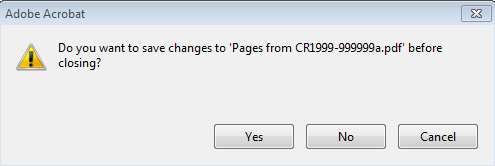 Adobe Acrobat
Do you want to save changes to 'Pages from CR1999-999999a.pdf' before
closing?
Yes
No
Cancel